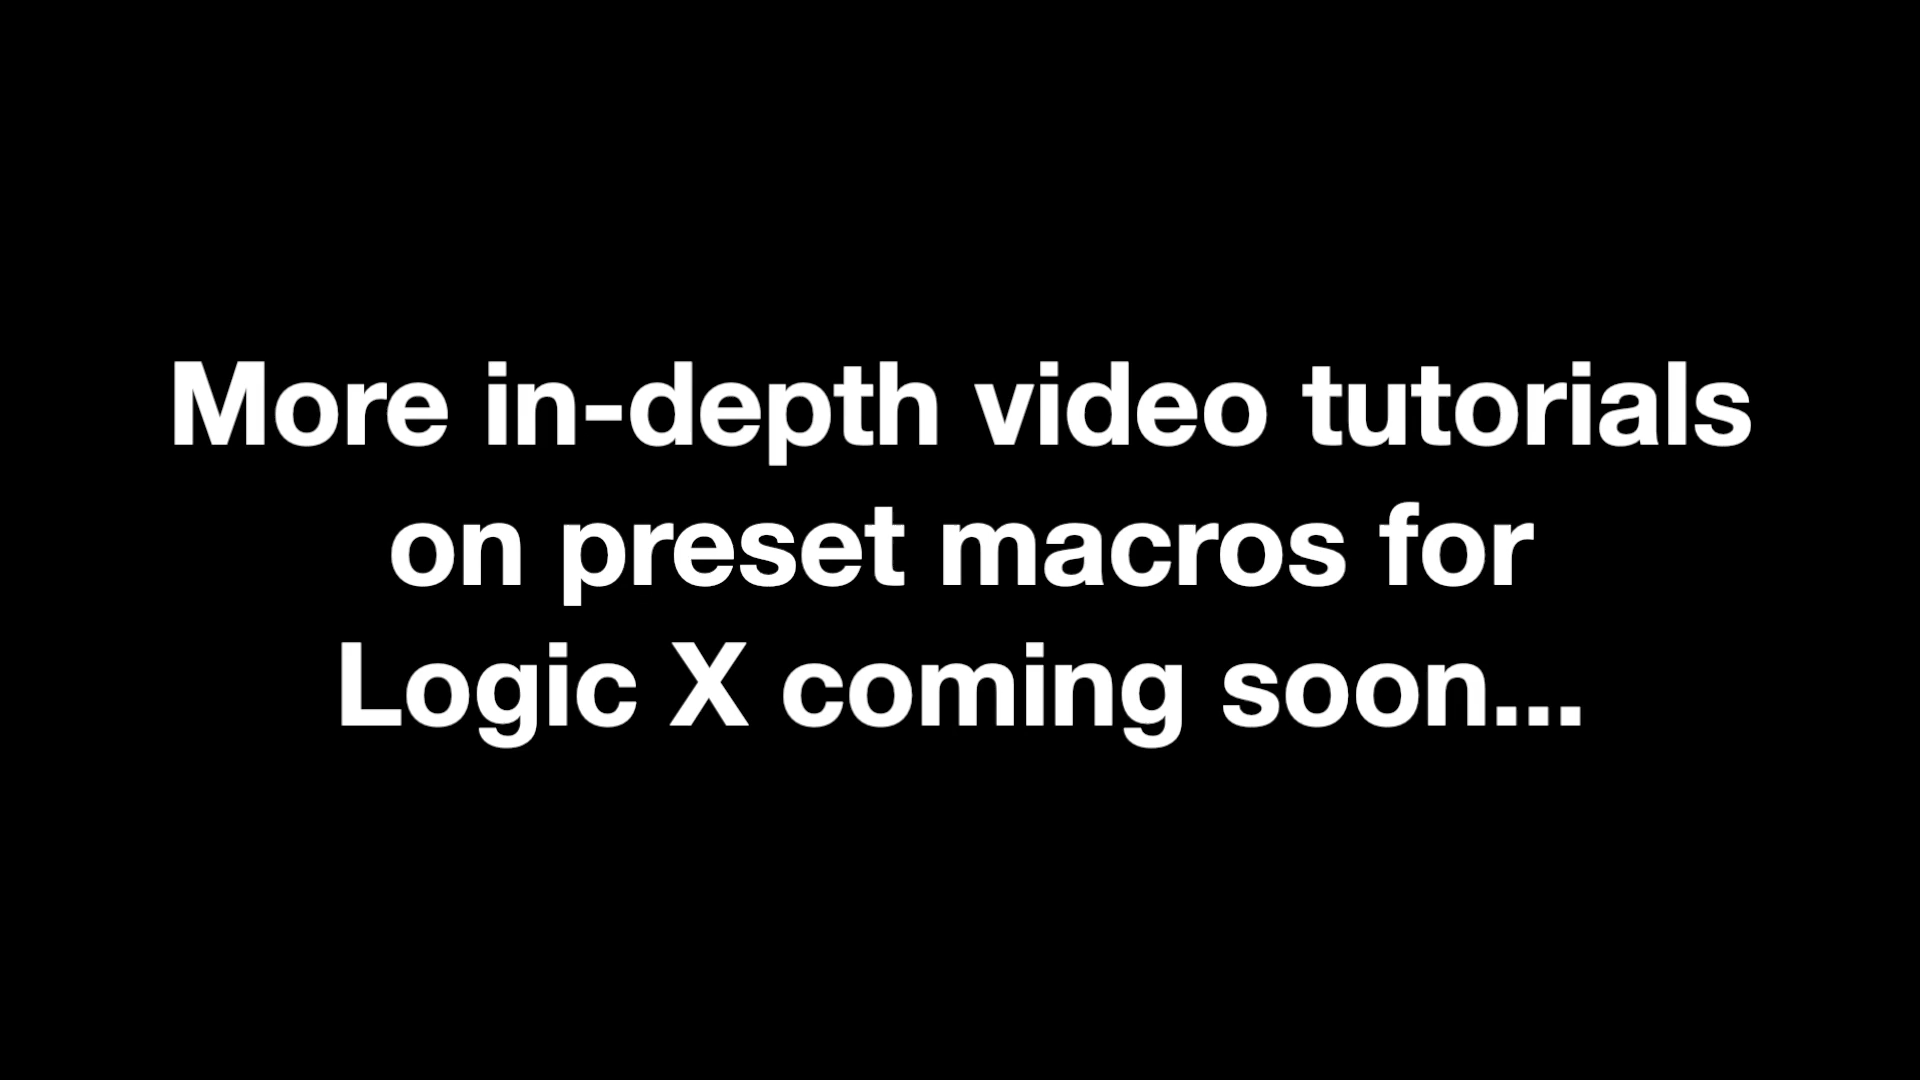 More in-depth video tutorials
on preset macros for
Logic X coming soon...